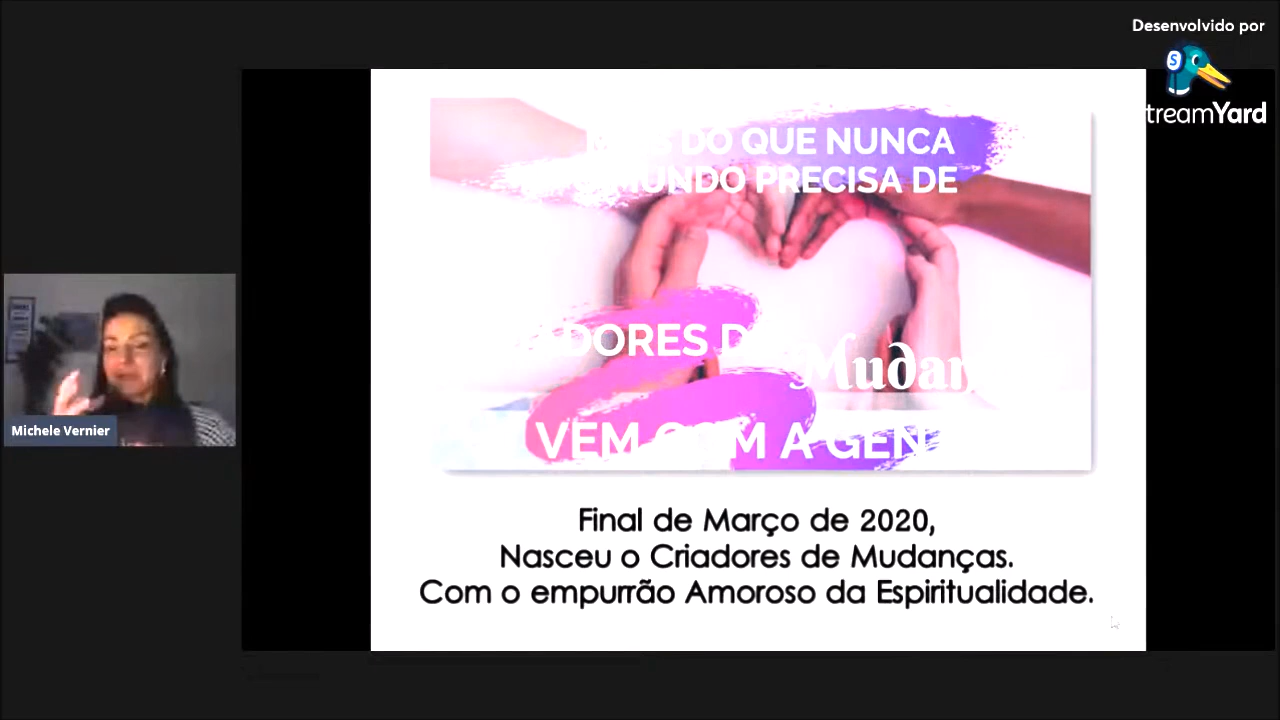 Desenvolvido por
treamYard
DO QUE NUNCA
MUNDO PRECISA DE
DORES D
Mudan
VEM COM A GEN
Michele Vernier
Final de Março de 2020,
Nasceu o Criadores de Mudanças.
Com o empurrão Amoroso da Espiritualidade.